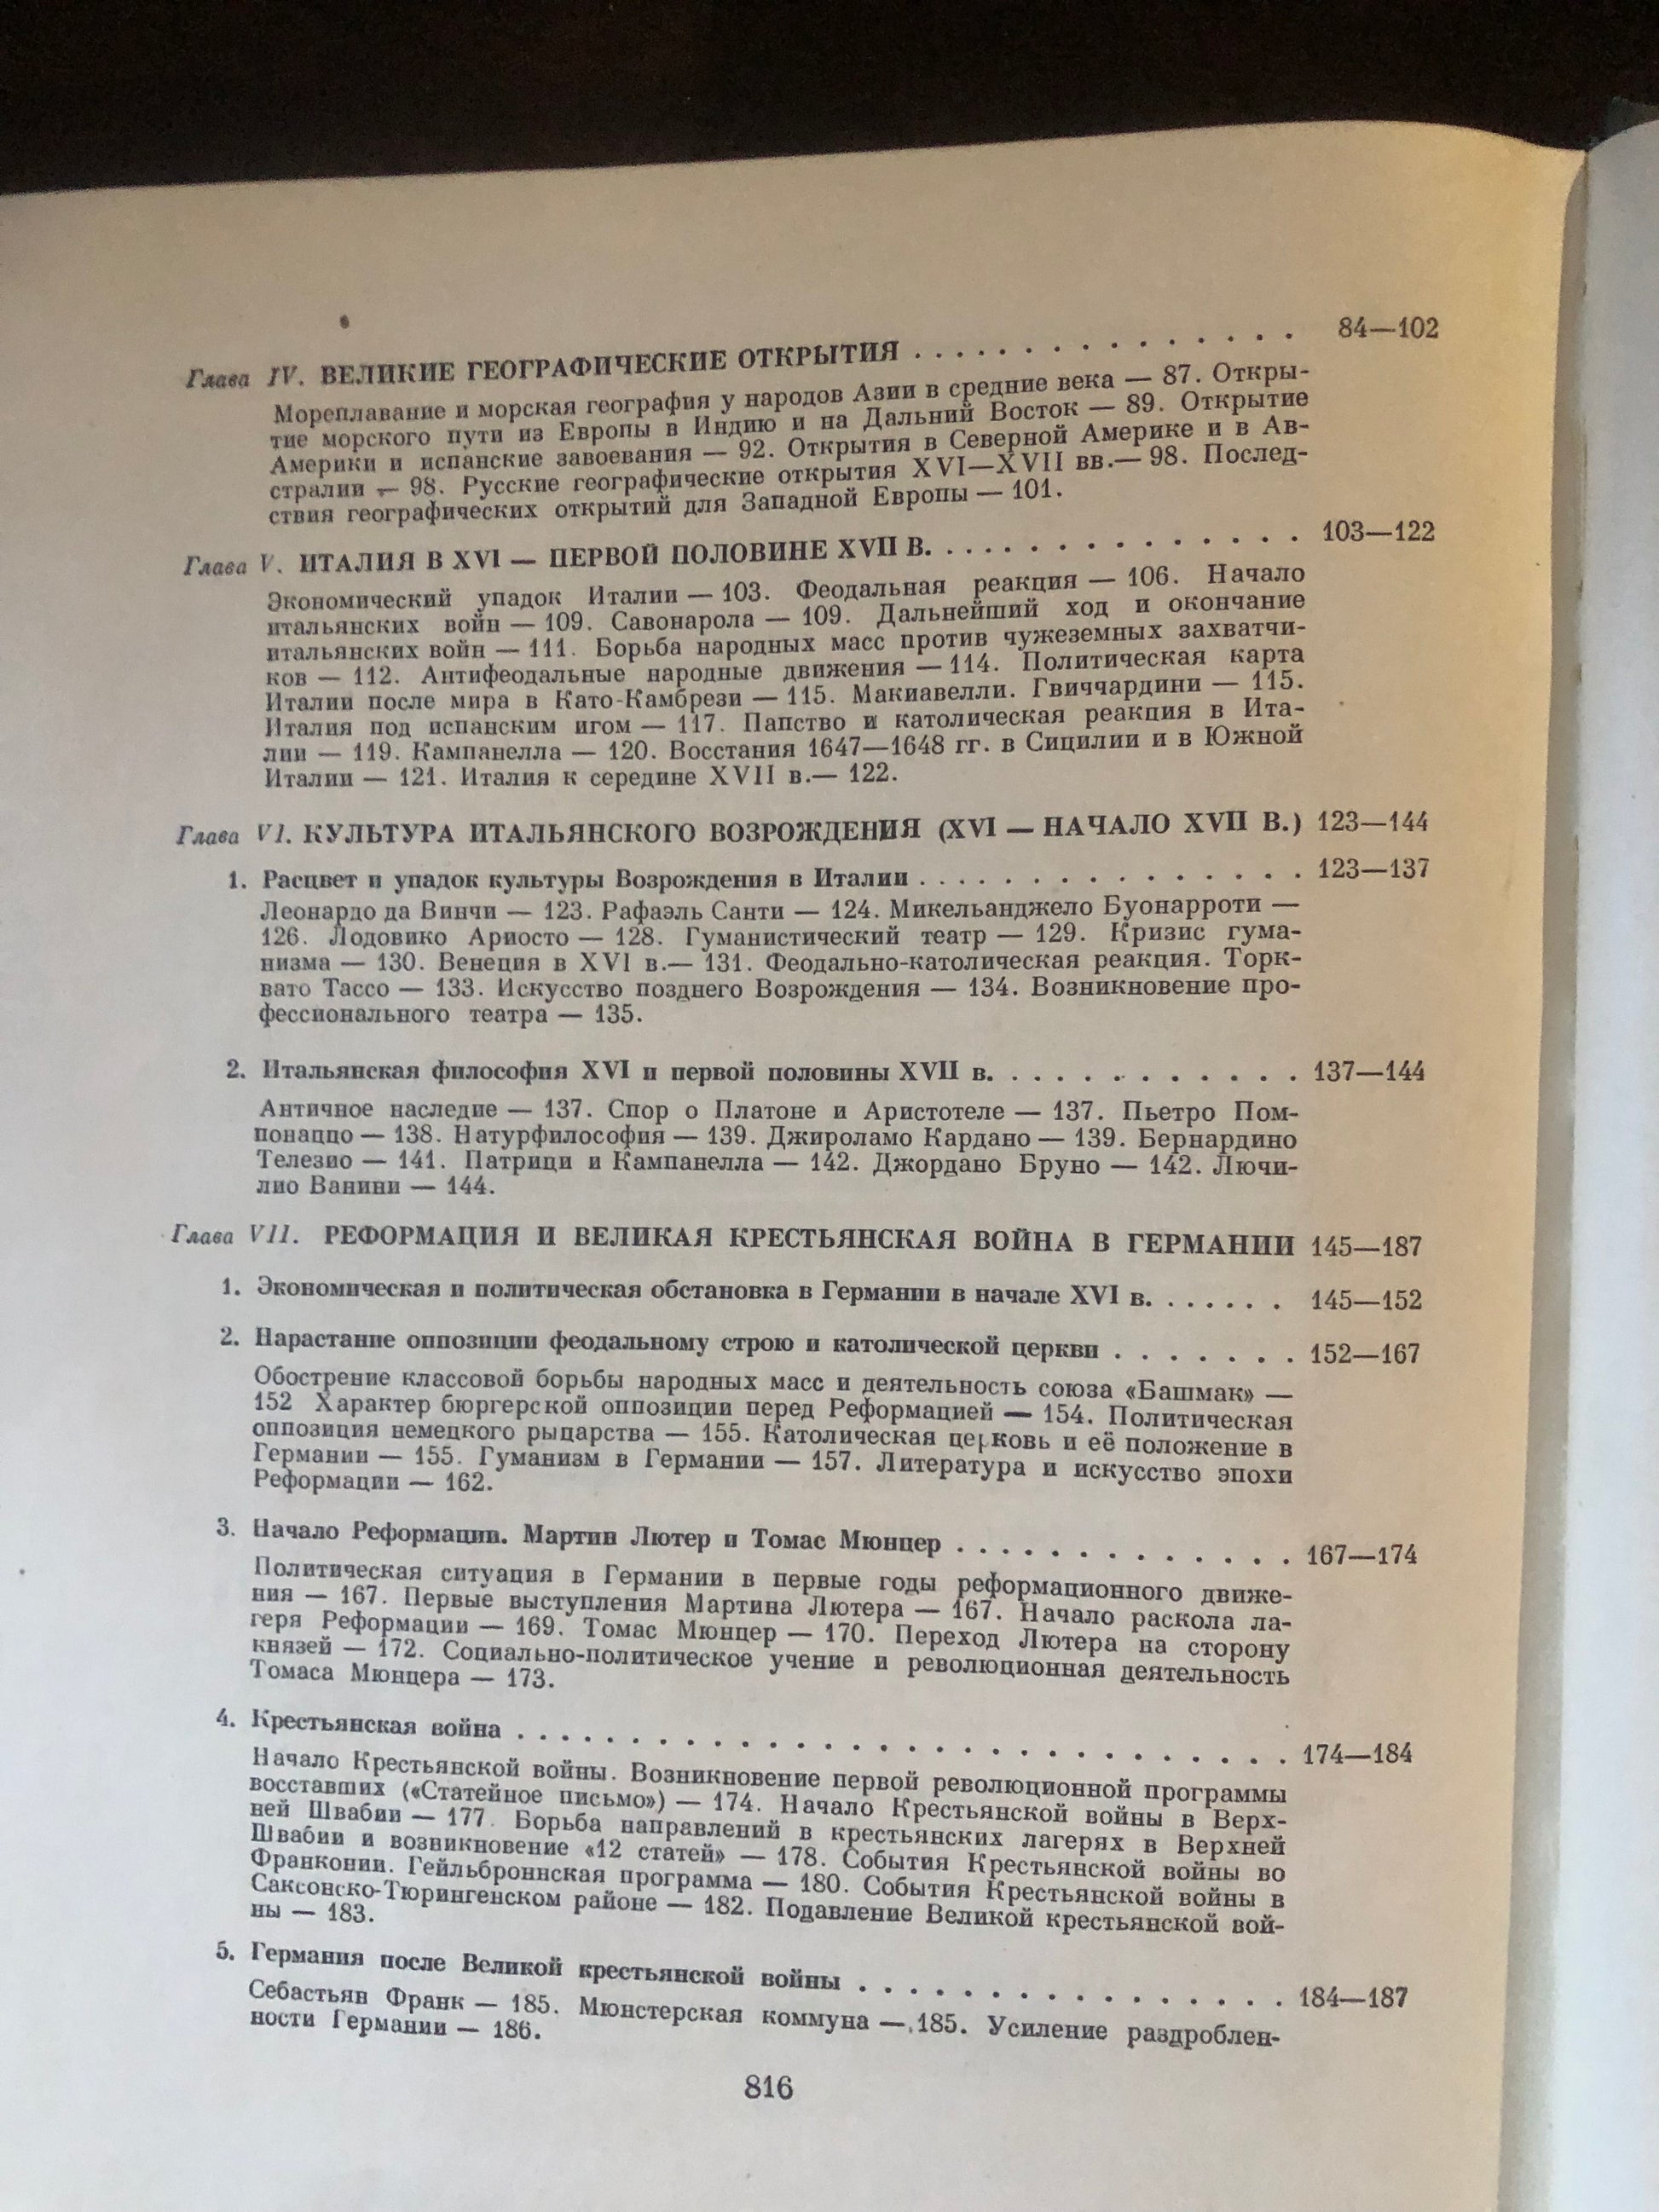 Глава IV. ВЕЛИКИЕ ГЕОГРАФИЧЕСКИЕ ОТКРЫТИЯ . . . . . . . . . . . . . . . 84—102
Мореплавание и морская география у народов Азии в средние века — 87. Откры-
тие морского пути из Европы в Индию и на Дальний Восток — 89. Открытие
Америки и испанские завоевания — 92. Открытия в Северной Америке и в Ав-
стралии — 98. Русские географические открытия XVI—XVII вв.— 98. Послед-
ствия географических открытий для Западной Европы — 101.
Глава V. ИТАЛИЯ В XVI — ПЕРВОЙ ПОЛОВИНЕ XVII В. . . . . . . . . . . . . . . 103—122
Экономический упадок Италии — 103. Феодальная реакция — 106. Начало
итальянских войн — 109. Савонарола — 109. Дальнейший ход и окончание
итальянских войн — 111. Борьба народных масс против чужеземных захватчи-
ков — 112. Антифеодальные народные движения — 114. Политическая карта
Италии после мира в Като-Камбрези — 115. Макиавелли. Гвиччардини — 115.
Италия под испанским игом — 117. Папство и католическая реакция в Ита-
лии — 119. Кампанелла — 120. Восстания 1647—1648 гг. в Сицилии и в Южной
Италии — 121. Италия к середине XVII в.— 122.
Глава VI. КУЛЬТУРА ИТАЛЬЯНСКОГО ВОЗРОЖДЕНИЯ (XVI — НАЧАЛО XVII В.) 123—144
1. Расцвет и упадок культуры Возрождения в Италии . . . . . . . . . . . . . . . 123—137
Леонардо да Винчи — 123. Рафаэль Санти — 124. Микельанджело Буонарроти —
126. Лодовико Ариосто — 128. Гуманистический театр — 129. Кризис гума-
низма — 130. Венеция в XVI в.— 131. Феодально-католическая реакция. Торк-
вато Тассо — 133. Искусство позднего Возрождения — 134. Возникновение про-
фессионального театра — 135.
2. Итальянская философия XVI и первой половины XVII в. . . . . . . . . . . . 137—144
Античное наследие — 137. Спор о Платоне и Аристотеле — 137. Пьетро Пом-
понаццо — 138. Натурфилософия — 139. Джироламо Кардано — 139. Бернардино
Телезио — 141. Патрици и Кампанелла — 142. Джордано Бруно — 142. Лючи-
лио Ванини — 144.
Глава VII. РЕФОРМАЦИЯ И ВЕЛИКАЯ КРЕСТЬЯНСКАЯ ВОЙНА В ГЕРМАНИИ 145—187
1. Экономическая и политическая обстановка в Германии в начале XVI в. . . . . . . 145—152
2. Нарастание оппозиции феодальному строю и католической церкви . . . . . . . 152—167
Обострение классовой борьбы народных масс и деятельность союза «Башмак» —
152 Характер бюргерской оппозиции перед Реформацией — 154. Политическая
оппозиция немецкого рыцарства — 155. Католическая церковь и её положение в
Германии — 155. Гуманизм в Германии — 157. Литература и искусство эпохи
Реформации — 162.
3. Начало Реформации. Мартин Лютер и Томас Мюнцер . . . . . . . . . . . . . 167—174
Политическая ситуация в Германии в первые годы реформационного движе-
ния — 167. Первые выступления Мартина Лютера — 167. Начало раскола ла-
геря Реформации — 169. Томас Мюнцер — 170. Переход Лютера на сторону
князей — 172. Социально-политическое учение и революционная деятельность
Томаса Мюнцера — 173.
4. Крестьянская война . . . . . . . . . . . . . . . . . . . . . . . . . . . 174—184
Начало Крестьянской войны. Возникновение первой революционной программы
восставших («Статейное письмо») — 174. Начало Крестьянской войны в Верх-
ней Швабии — 177. Борьба направлений в крестьянских лагерях в Верхней
Швабии и возникновение «12 статей» — 178. События Крестьянской войны во
Франконии. Гейльброннская программа — 180. События Крестьянской войны в
Саксонско-Тюрингенском районе — 182. Подавление Великой крестьянской вой-
ны — 183.
5. Германия после Великой крестьянской войны . . . . . . . . . . . . . . . . 184—187
Себастьян Франк — 185. Мюнстерская коммуна — 185. Усиление раздроблен-
ности Германии — 186.
816